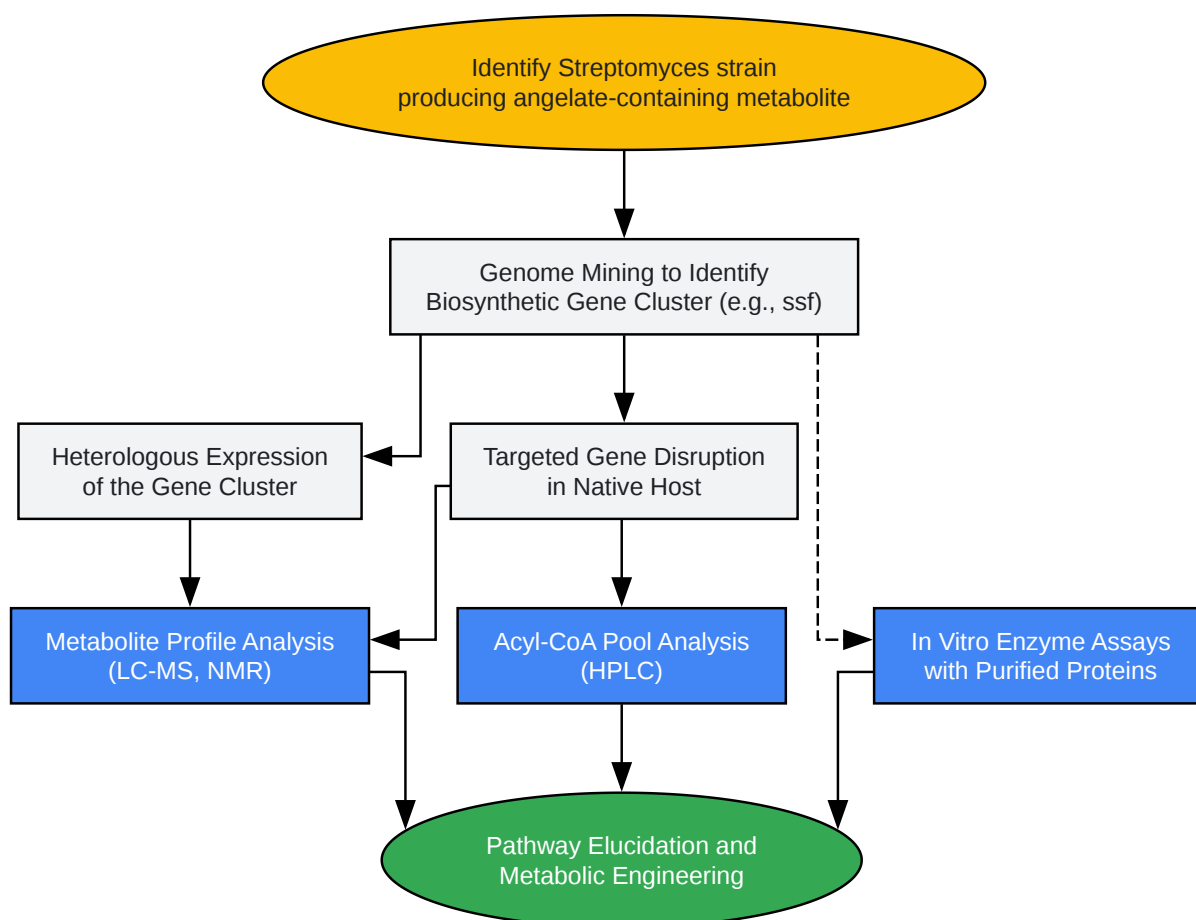 Identify Streptomyces strain
producing angelate-containing metabolite
Genome Mining to Identify
Biosynthetic Gene Cluster (e.g., ssf)
Heterologous Expression
of the Gene Cluster
Targeted Gene Disruption
in Native Host
Metabolite Profile Analysis
(LC-MS, NMR)
Acyl-CoA Pool Analysis
(HPLC)
In Vitro Enzyme Assays
with Purified Proteins
Pathway Elucidation and
Metabolic Engineering